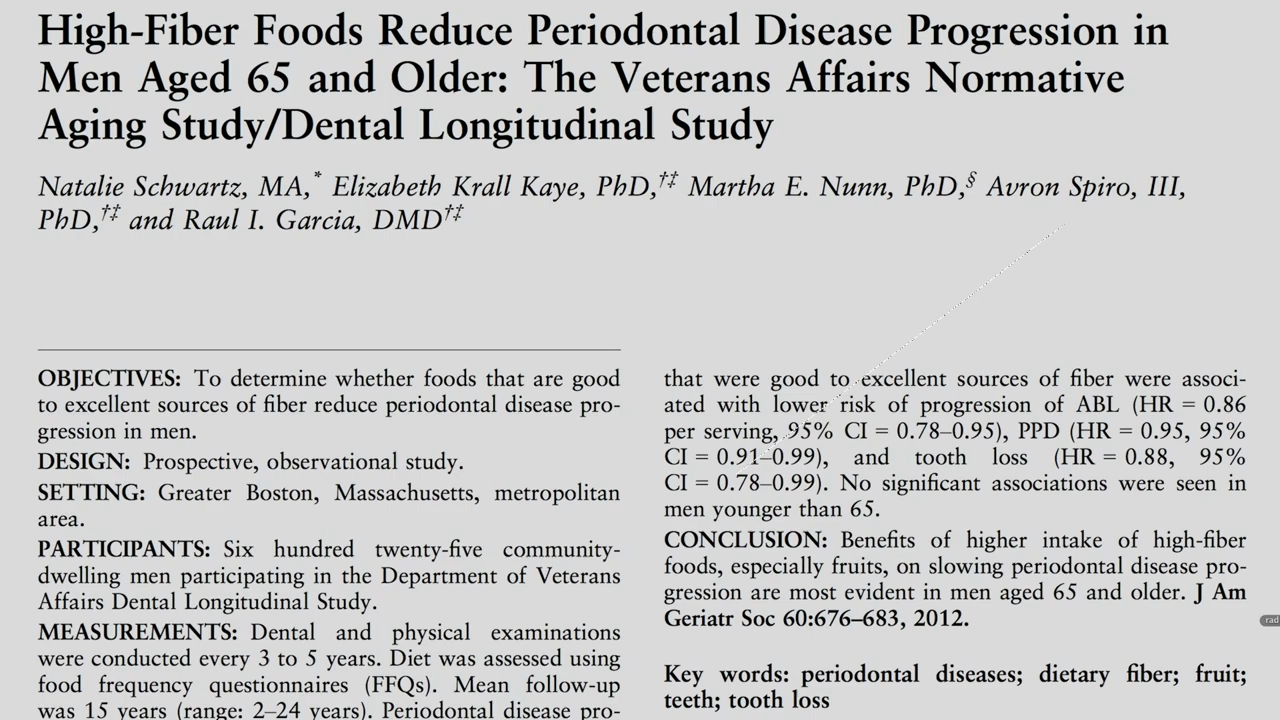 High-Fiber Foods Reduce Periodontal Disease Progression in
Men Aged 65 and Older: The Veterans Affairs Normative
Aging Study/Dental Longitudinal Study
Natalie Schwartz, MA,* Elizabeth Krall Kaye, PhD,†‡ Martha E. Nunn, PhD,§ Avron Spiro, III,
PhD,†‡ and Raul I. Garcia, DMD†‡
OBJECTIVES: To determine whether foods that are good
to excellent sources of fiber reduce periodontal disease pro-
gression in men.
DESIGN: Prospective, observational study.
SETTING: Greater Boston, Massachusetts, metropolitan
area.
PARTICIPANTS: Six hundred twenty-five community-
dwelling men participating in the Department of Veterans
Affairs Dental Longitudinal Study.
MEASUREMENTS: Dental and physical examinations
were conducted every 3 to 5 years. Diet was assessed using
food frequency questionnaires (FFQs). Mean follow-up
was 15 years (range: 2–24 years). Periodontal disease pro-
that were good to excellent sources of fiber were associ-
ated with lower risk of progression of ABL (HR = 0.86
per serving, 95% CI = 0.78–0.95), PPD (HR = 0.95, 95%
CI = 0.91–0.99), and tooth loss (HR = 0.88, 95%
CI = 0.78–0.99). No significant associations were seen in
men younger than 65.
CONCLUSION: Benefits of higher intake of high-fiber
foods, especially fruits, on slowing periodontal disease pro-
gression are most evident in men aged 65 and older. J Am
Geriatr Soc 60:676–683, 2012.
Key words: periodontal diseases; dietary fiber; fruit;
teeth; tooth loss
rad